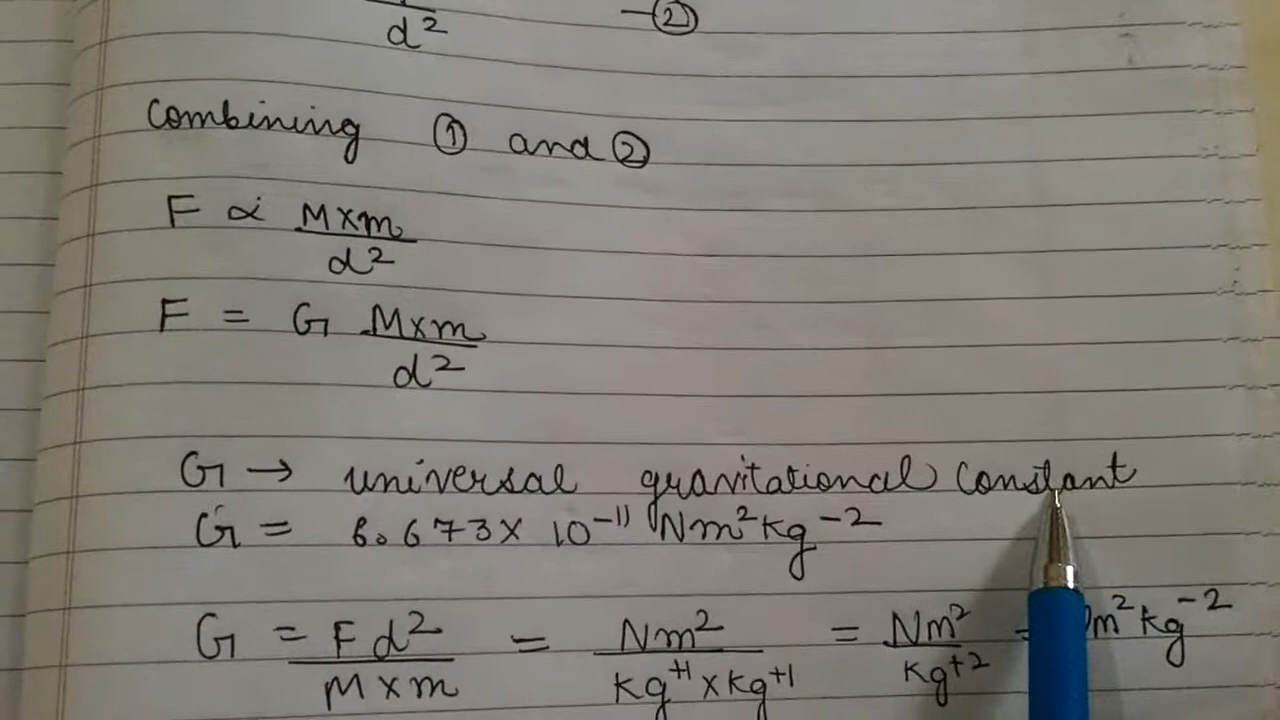 d² —②
Combining ① and ②
F ∝ M×m / d²
F = G M×m / d²
G → universal gravitational constant
G = 6.673 × 10⁻¹¹ Nm²kg⁻²
G = Fd² / M×m = Nm² / kg⁺¹×kg⁺¹ = Nm² / kg⁺² = m²kg⁻²